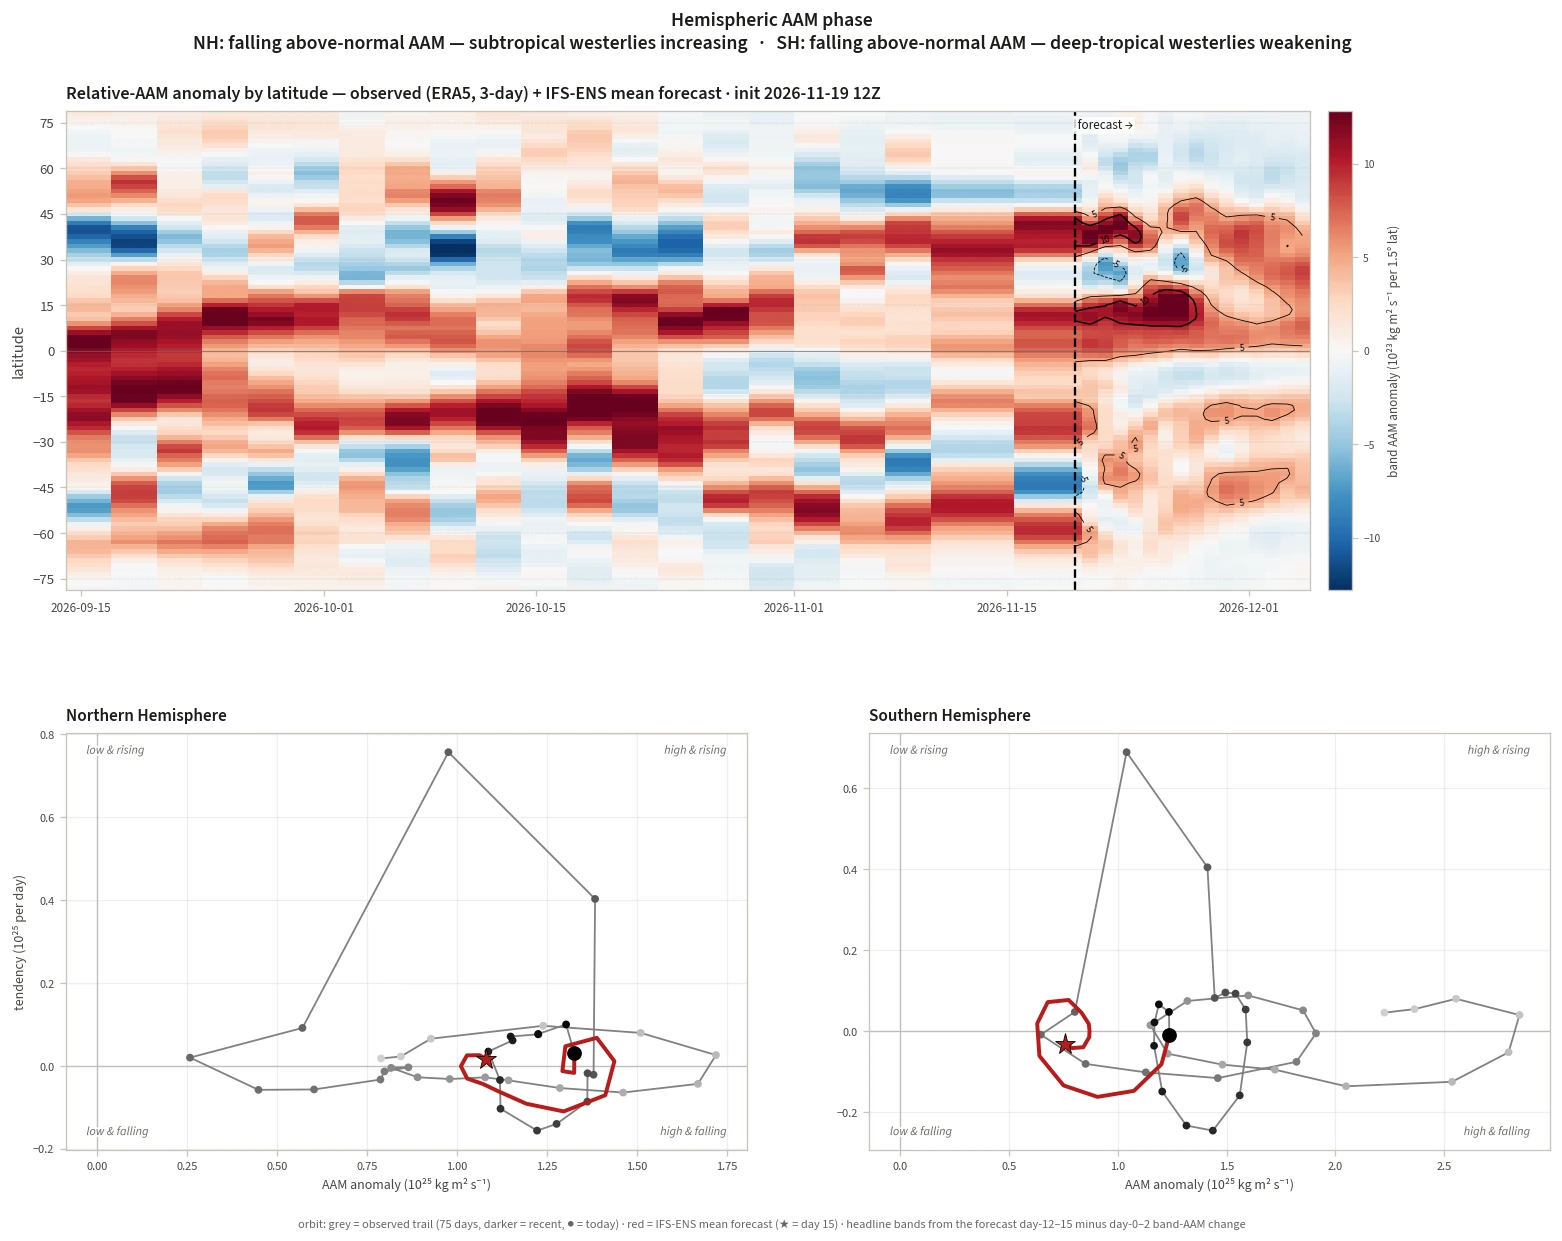 Hemispheric AAM phase
NH: falling above-normal AAM — subtropical westerlies increasing · SH: falling above-normal AAM — deep-tropical westerlies weakening
Relative-AAM anomaly by latitude — observed (ERA5, 3-day) + IFS-ENS mean forecast · init 2026-11-19 12Z
forecast →
latitude
75
60
45
30
15
0
−15
−30
−45
−60
−75
2026-09-15
2026-10-01
2026-10-15
2026-11-01
2026-11-15
2026-12-01
10
5
0
−5
−10
band AAM anomaly (10²³ kg m² s⁻¹ per 1.5° lat)
Northern Hemisphere
low & rising
high & rising
low & falling
high & falling
tendency (10²⁵ per day)
0.8
0.6
0.4
0.2
0.0
−0.2
0.00
0.25
0.50
0.75
1.00
1.25
1.50
1.75
AAM anomaly (10²⁵ kg m² s⁻¹)
Southern Hemisphere
low & rising
high & rising
low & falling
high & falling
0.6
0.4
0.2
0.0
−0.2
0.0
0.5
1.0
1.5
2.0
2.5
AAM anomaly (10²⁵ kg m² s⁻¹)
orbit: grey = observed trail (75 days, darker = recent, ● = today) · red = IFS-ENS mean forecast (★ = day 15) · headline bands from the forecast day-12–15 minus day-0–2 band-AAM change